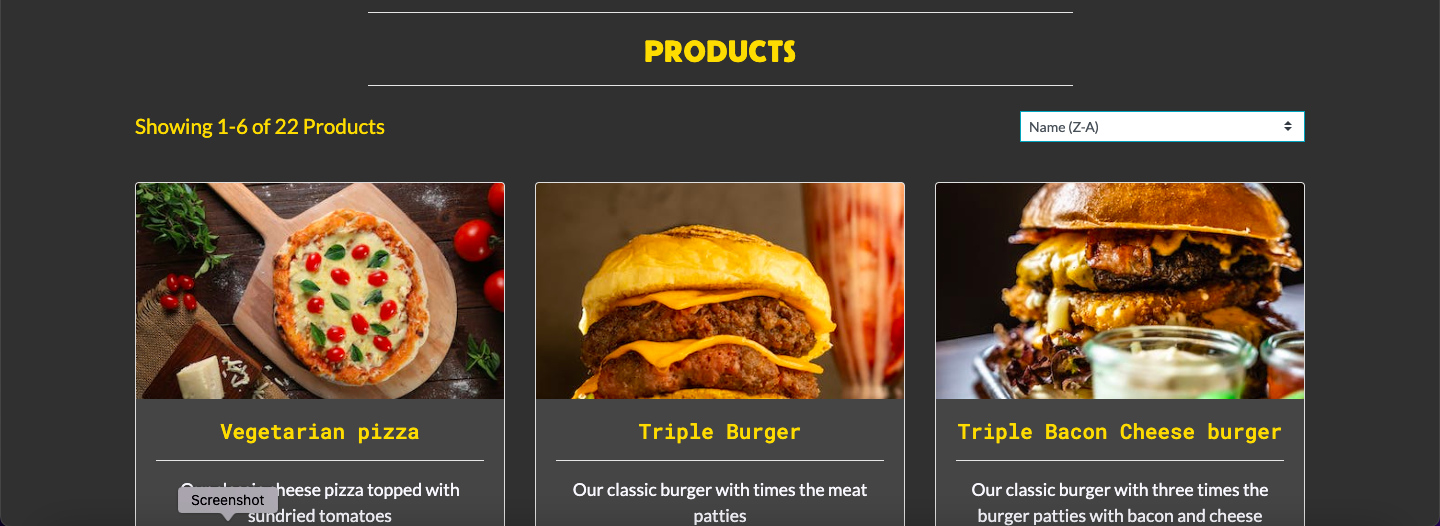 PRODUCTS
Showing 1-6 of 22 Products
Name (Z-A)
Vegetarian pizza
Triple Burger
Triple Bacon Cheese burger
cheese pizza topped with
sundried tomatoes
Our classic burger with times the meat
patties
Our classic burger with three times the
burger patties with bacon and cheese
Screenshot